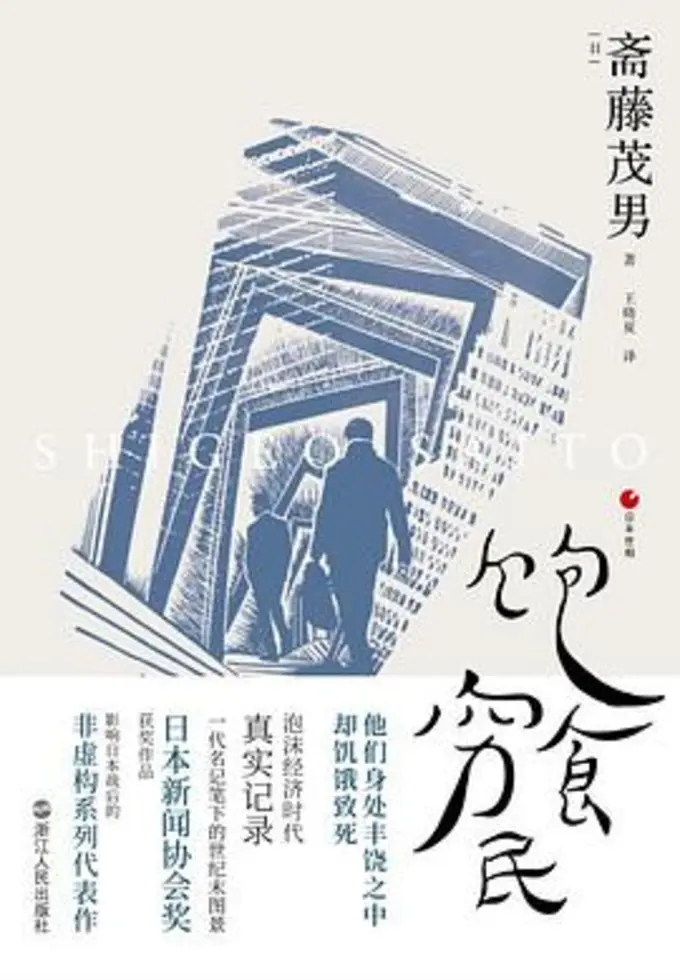 [日]
斋藤茂男
著
王晓夏 译
SHIGEO SAITO
饱食穷民
他们身处丰饶之中
却饥饿致死
泡沫经济时代
真实记录
一代名记笔下的世纪末图景
日本新闻协会奖
获奖作品
影响日本战后的
非虚构系列代表作
浙江人民出版社